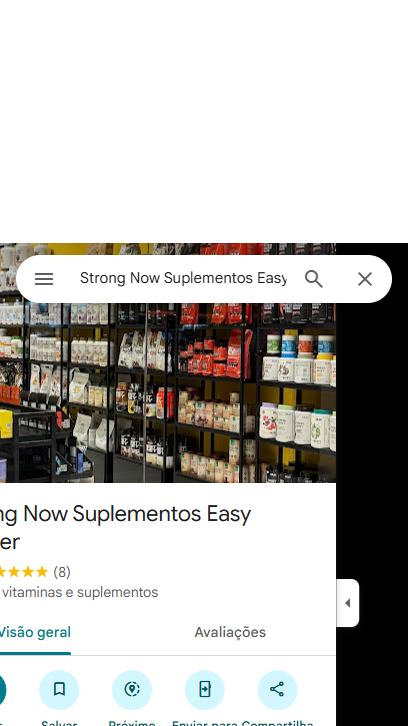 Strong Now Suplementos Easy
ng Now Suplementos Easy
er
(8)
vitaminas e suplementos
Visão geral
Avaliações
Salvar
Próximo
Enviar para
Compartilha